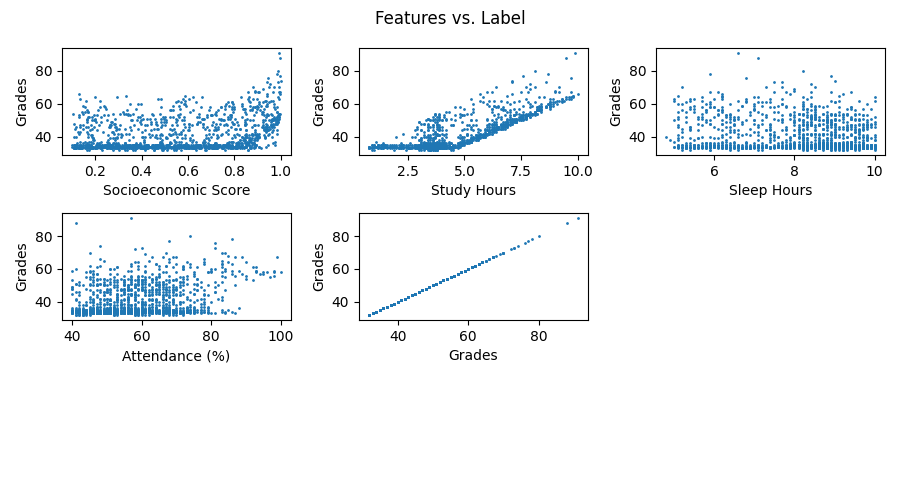 Features vs. Label
80
60
40
Grades
0.2 0.4 0.6 0.8 1.0
Socioeconomic Score
80
60
40
Grades
2.5 5.0 7.5 10.0
Study Hours
80
60
40
Grades
6 8 10
Sleep Hours
80
60
40
Grades
40 60 80 100
Attendance (%)
80
60
40
Grades
40 60 80
Grades